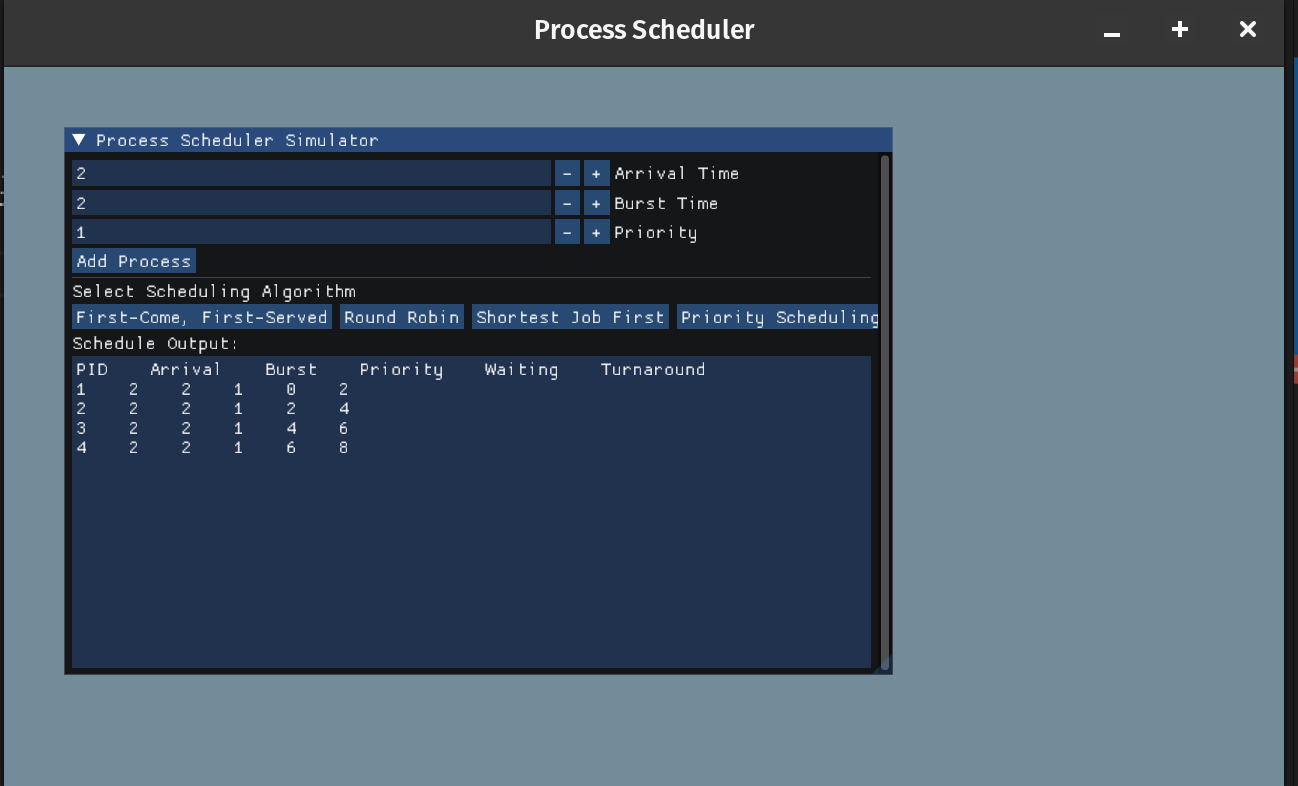 Process Scheduler
Process Scheduler Simulator
2 - + Arrival Time
2 - + Burst Time
1 - + Priority
Add Process
Select Scheduling Algorithm
First-Come, First-Served Round Robin Shortest Job First Priority Scheduling
Schedule Output:
PID Arrival Burst Priority Waiting Turnaround
1 2 2 1 0 2
2 2 2 1 2 4
3 2 2 1 4 6
4 2 2 1 6 8